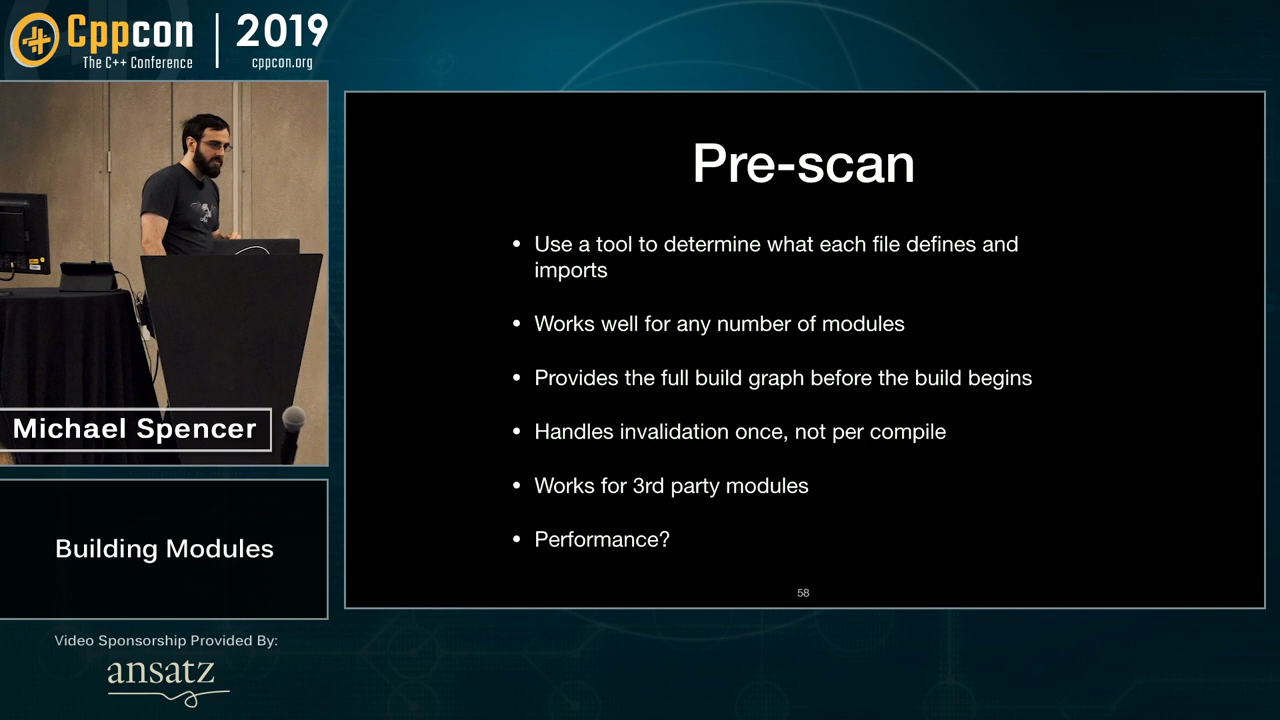 Cppcon
The C++ Conference
2019
cppcon.org
Michael Spencer
Building Modules
Video Sponsorship Provided By:
ansatz
Pre-scan
• Use a tool to determine what each file defines and
imports
• Works well for any number of modules
• Provides the full build graph before the build begins
• Handles invalidation once, not per compile
• Works for 3rd party modules
• Performance?
58